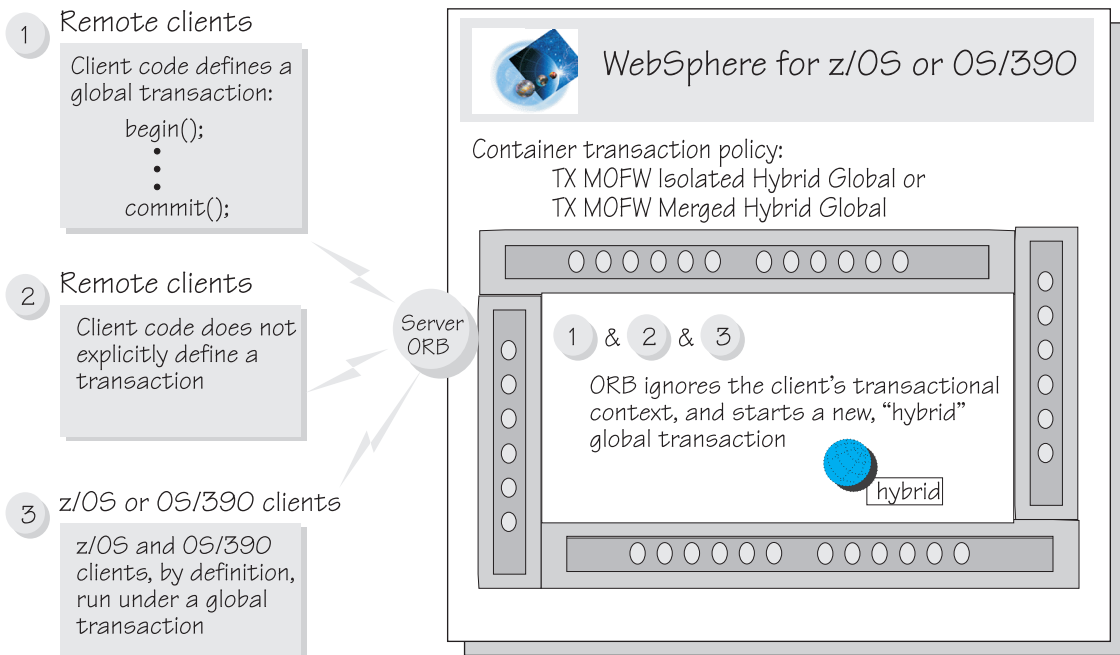 1
Remote clients
Client code defines a
global transaction:
begin();
commit();
2
Remote clients
Client code does not
explicitly define a
transaction
3
z/OS or OS/390 clients
z/OS and OS/390
clients, by definition,
run under a global
transaction
Server
ORB
WebSphere for z/OS or OS/390
Container transaction policy:
TX MOFW Isolated Hybrid Global or
TX MOFW Merged Hybrid Global
1 & 2 & 3
ORB ignores the client's transactional
context, and starts a new, “hybrid”
global transaction
hybrid